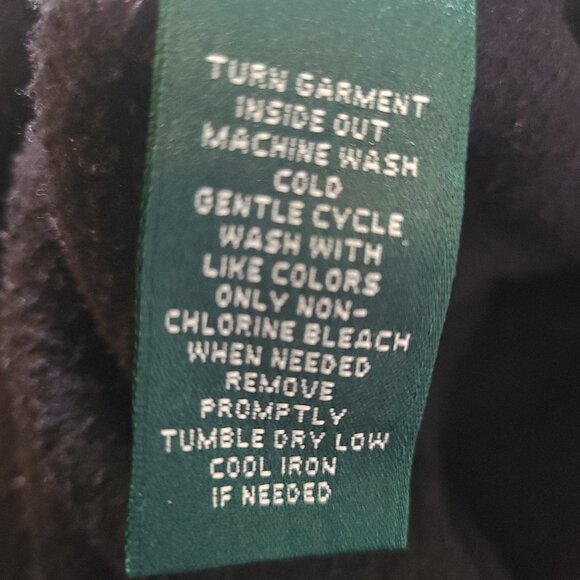 TURN GARMENT
INSIDE OUT
MACHINE WASH
COLD
GENTLE CYCLE
WASH WITH
LIKE COLORS
ONLY NON-
CHLORINE BLEACH
WHEN NEEDED
REMOVE
PROMPTLY
TUMBLE DRY LOW
COOL IRON
IF NEEDED